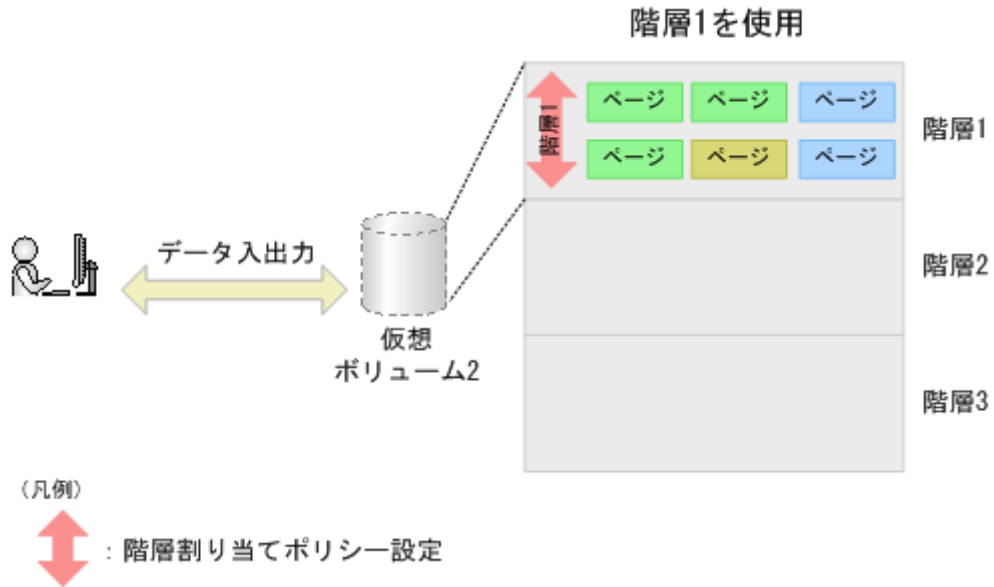 階層1を使用
階層1
ページ ページ ページ
ページ ページ ページ
階層1
データ入出力
階層2
仮想
ボリューム2
階層3
(凡例)
：階層割り当てポリシー設定